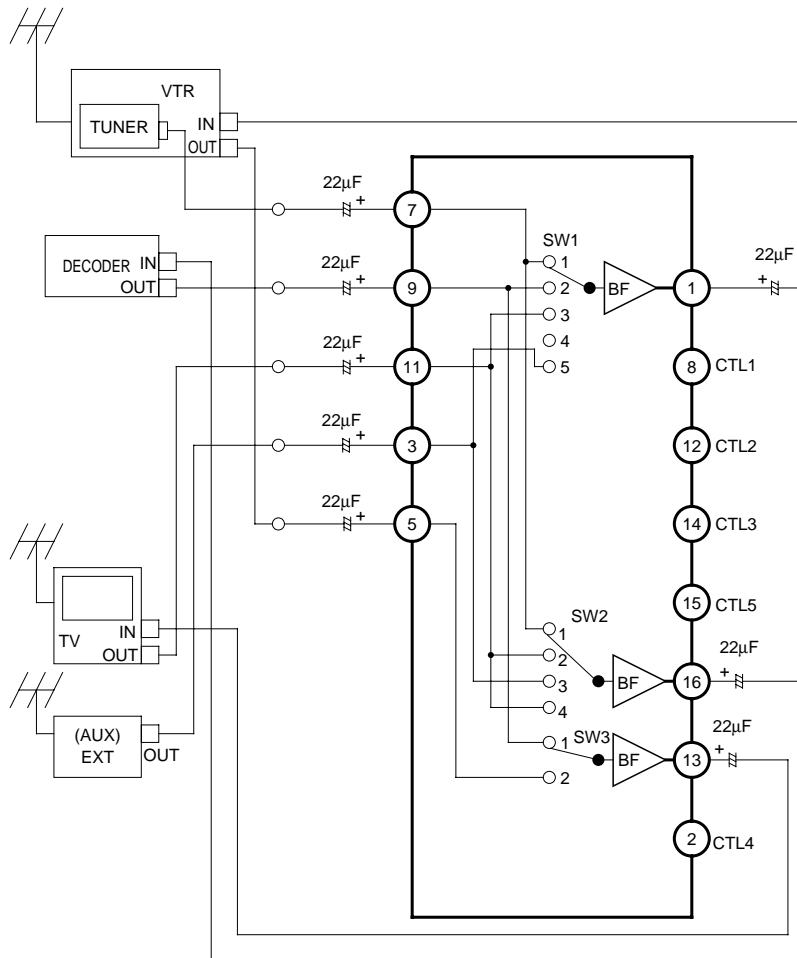 VTR
TUNER
IN
OUT
22μF
+
7
SW1
1
22μF
DECODER
IN
OUT
22μF
+
9
2
BF
1
+
3
22μF
+
11
4
5
8
CTL1
22μF
+
3
12
CTL2
22μF
+
5
14
CTL3
15
CTL5
TV
IN
OUT
1
SW2
22μF
2
3
BF
16
+
4
22μF
(AUX)
EXT
OUT
1
SW3
BF
13
+
2
2
CTL4